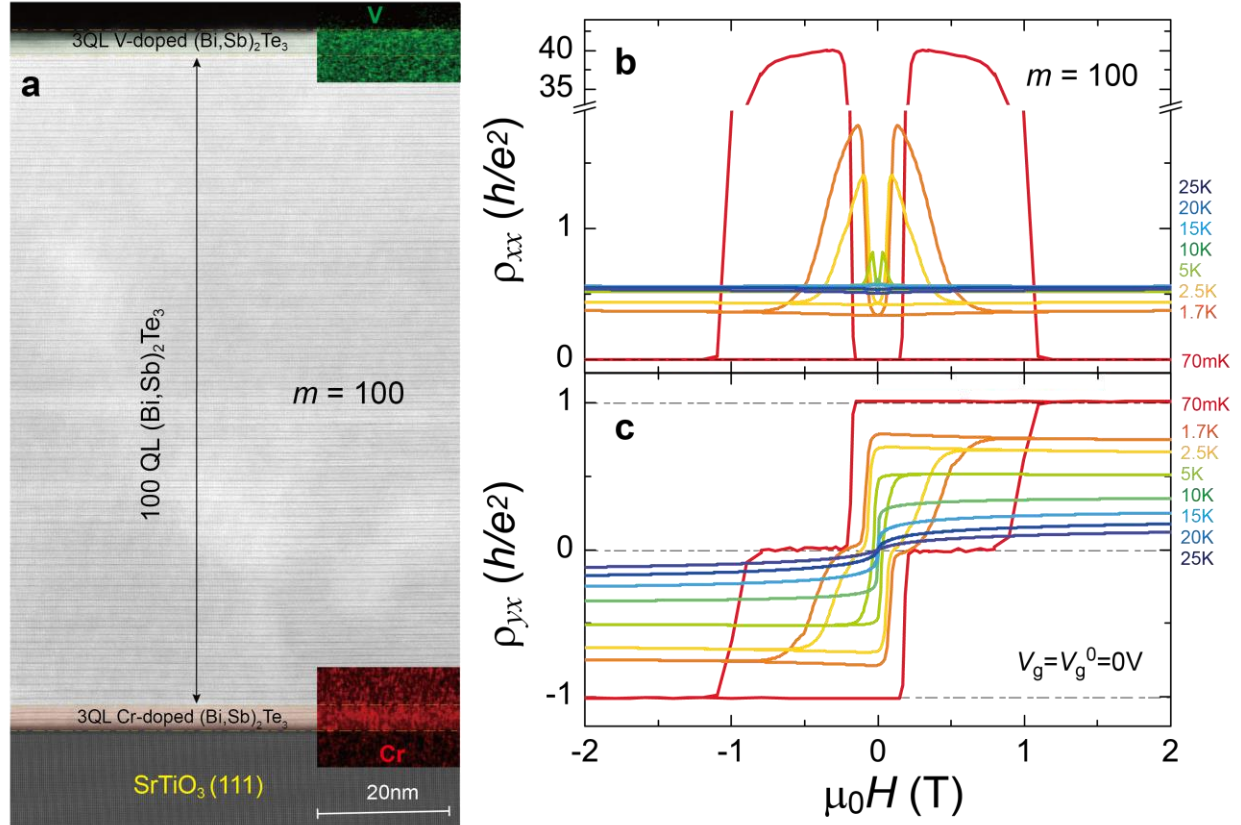 V
3QL V-doped (Bi,Sb)₂Te₃
a
100 QL (Bi,Sb)₂Te₃
m = 100
3QL Cr-doped (Bi,Sb)₂Te₃
Cr
SrTiO₃ (111)
20nm
b
m = 100
ρxx (h/e²)
40
35
1
0
25K
20K
15K
10K
5K
2.5K
1.7K
70mK
c
ρyx (h/e²)
1
0
-1
70mK
1.7K
2.5K
5K
10K
15K
20K
25K
Vg=Vg⁰=0V
-2
-1
0
1
2
μ₀H (T)